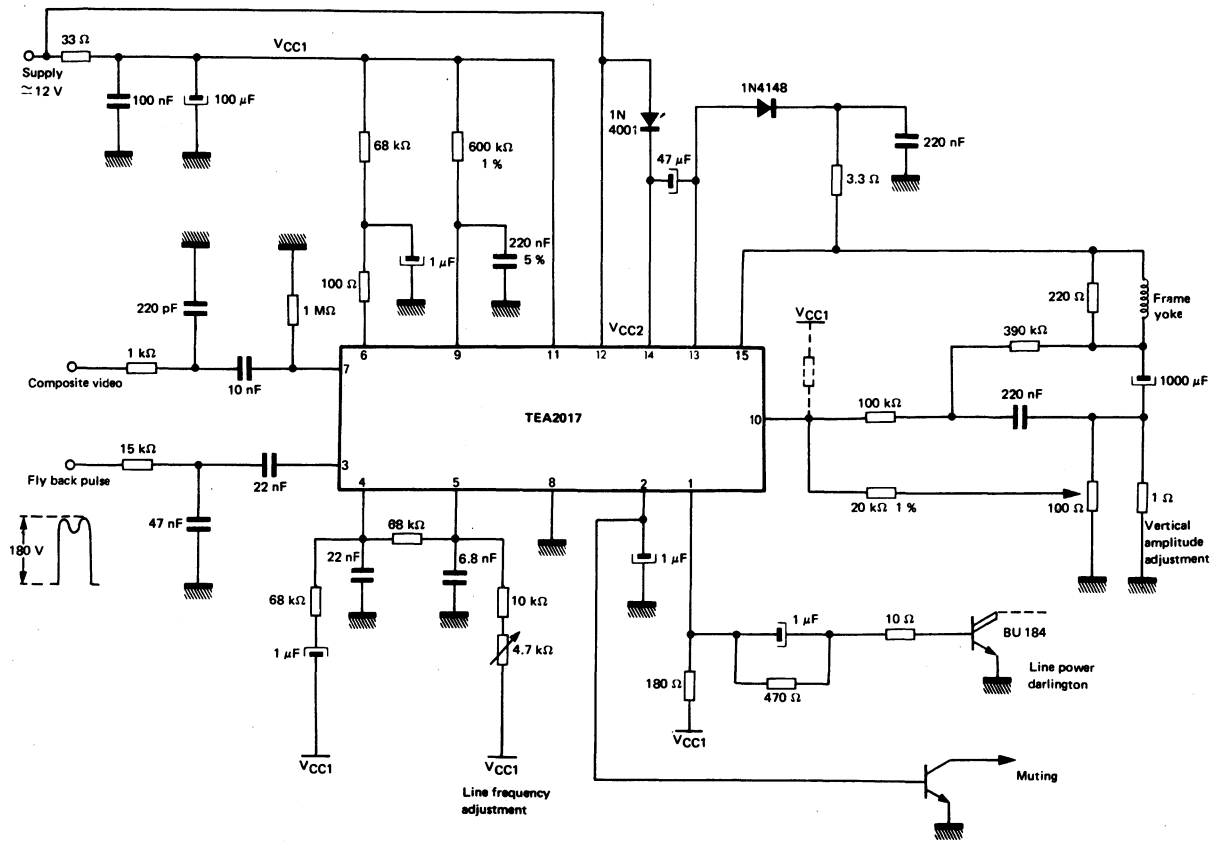 33 Ω
VCC1
Supply
≃ 12 V
100 nF
100 µF
68 kΩ
600 kΩ
1 %
1N
4001
1N4148
47 µF
220 nF
3.3 Ω
220 pF
1 MΩ
100 Ω
1 µF
220 nF
5 %
VCC2
VCC1
220 Ω
Frame
yoke
390 kΩ
1 kΩ
10 nF
Composite video
6
9
11
12
14
13
15
7
TEA2017
10
100 kΩ
220 nF
1000 µF
15 kΩ
22 nF
Fly back pulse
3
4
5
8
2
1
20 kΩ 1 %
100 Ω
1 Ω
Vertical
amplitude
adjustment
47 nF
180 V
22 nF
68 kΩ
6.8 nF
1 µF
68 kΩ
10 kΩ
1 µF
4.7 kΩ
1 µF
10 Ω
BU 184
180 Ω
470 Ω
Line power
darlington
VCC1
VCC1
VCC1
Line frequency
adjustment
Muting